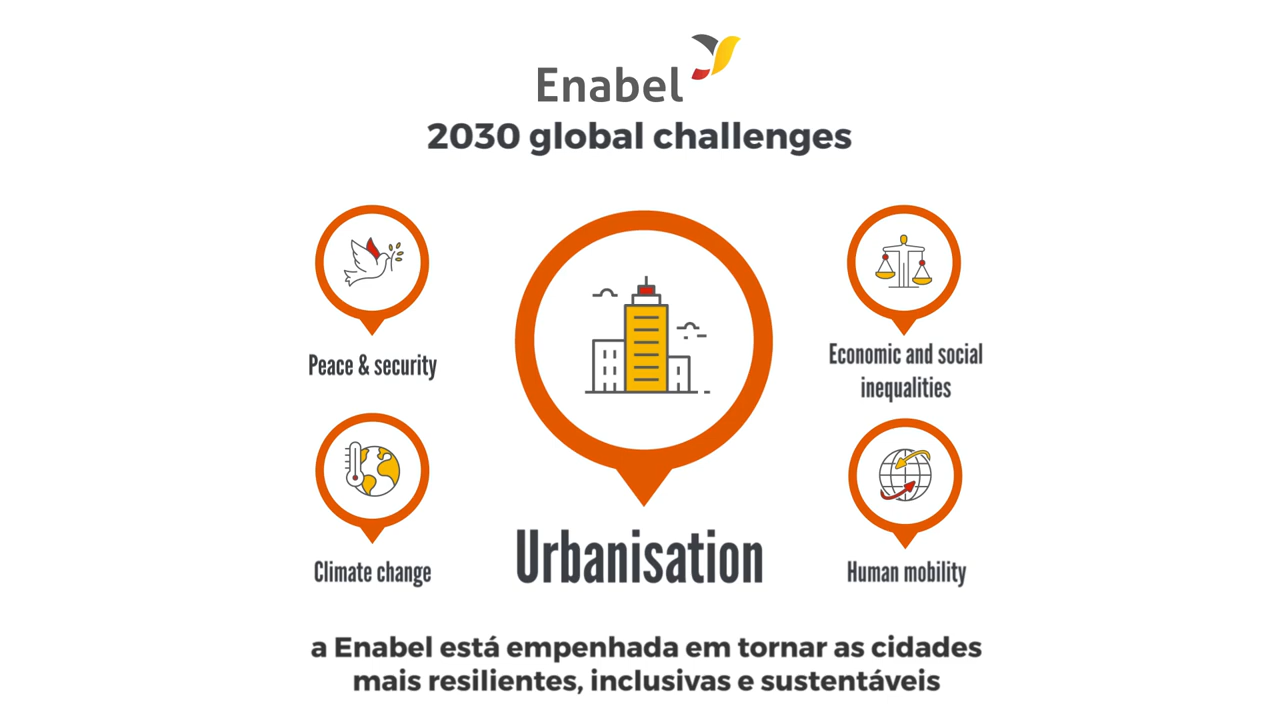 Enabel
2030 global challenges
Peace & security
Economic and social
inequalities
Climate change
Urbanisation
Human mobility
a Enabel está empenhada em tornar as cidades
mais resilientes, inclusivas e sustentáveis